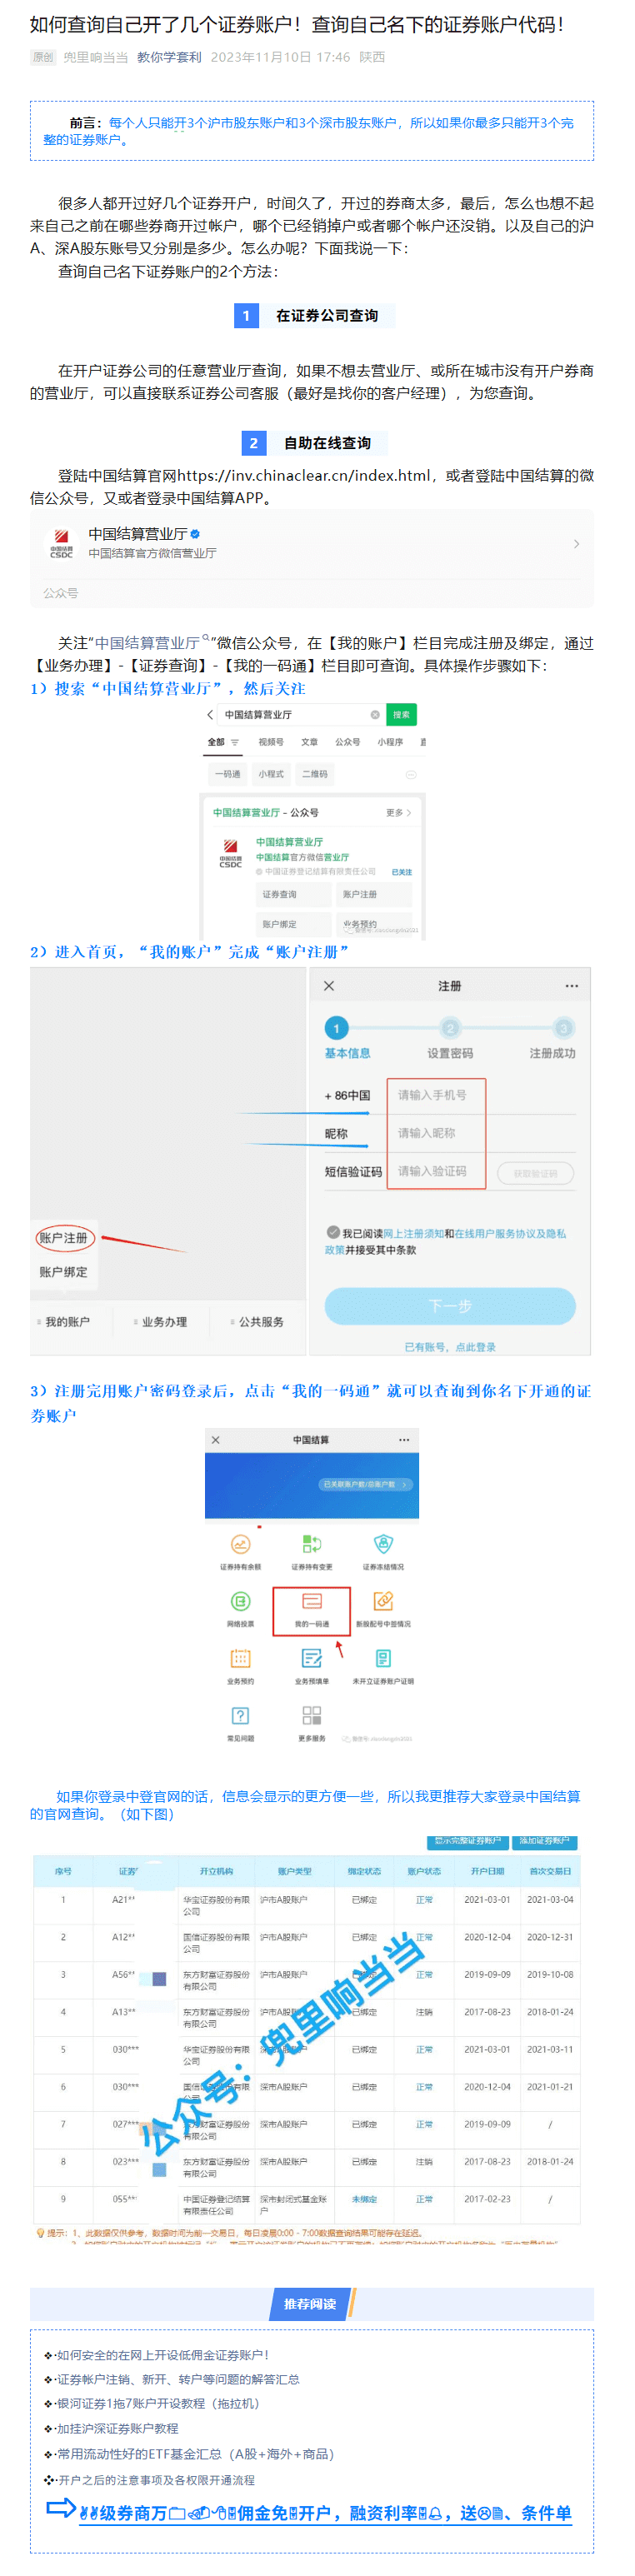 如何查询自己开了几个证券账户！查询自己名下的证券账户代码！
原创 兜里响当当 教你学套利 2023年11月10日 17:46 陕西
前言：每个人只能开3个沪市股东账户和3个深市股东账户，所以如果你最多只能开3个完
整的证券账户。
很多人都开过好几个证券开户，时间久了，开过的券商太多，最后，怎么也想不起
来自己之前在哪些券商开过帐户，哪个已经销掉户或者哪个帐户还没销。以及自己的沪
A、深A股东账号又分别是多少。怎么办呢？下面我说一下：
查询自己名下证券账户的2个方法：
1 在证券公司查询
在开户证券公司的任意营业厅查询，如果不想去营业厅、或所在城市没有开户券商
的营业厅，可以直接联系证券公司客服（最好是找你的客户经理），为您查询。
2 自助在线查询
登陆中国结算官网https://inv.chinaclear.cn/index.html，或者登陆中国结算的微
信公众号，又或者登录中国结算APP。
中国结算营业厅
中国结算官方微信营业厅
公众号
关注“中国结算营业厅”微信公众号，在【我的账户】栏目完成注册及绑定，通过
【业务办理】-【证券查询】-【我的一码通】栏目即可查询。具体操作步骤如下：
1）搜索“中国结算营业厅”，然后关注
中国结算营业厅 搜索
全部 视频号 文章 公众号 小程序
一码通 小程式 二维码
中国结算营业厅 - 公众号 更多
中国结算营业厅
中国结算官方微信营业厅
中国证券登记结算有限责任公司 已关注
证券查询 账户注册
账户绑定 业务预约
2）进入首页，“我的账户”完成“账户注册”
注册
1 2 3
基本信息 设置密码 注册成功
+ 86中国 请输入手机号
昵称 请输入昵称
短信验证码 请输入验证码 获取验证码
我已阅读网上注册须知和在线用户服务协议及隐私
政策并接受其中条款
下一步
已有账号，点此登录
账户注册
账户绑定
我的账户 业务办理 公共服务
3）注册完用账户密码登录后，点击“我的一码通”就可以查询到你名下开通的证
券账户
中国结算
已关联账户数/总账户数
证券持有余额 证券持有变更 证券冻结情况
网络投票 我的一码通 新股配号中签情况
业务预约 业务预填单 未开立证券账户证明
常见问题 更多服务
如果你登录中登官网的话，信息会显示的更方便一些，所以我更推荐大家登录中国结算
的官网查询。（如下图）
显示完整证券账户 添加证券账户
序号 证券 开立机构 账户类型 绑定状态 账户状态 开户日期 首次交易日
1 A21** 华宝证券股份有限公司 沪市A股账户 已绑定 正常 2021-03-01 2021-03-04
2 A12** 国信证券股份有限公司 沪市A股账户 已绑定 正常 2020-12-04 2020-12-31
3 A56** 东方财富证券股份有限公司 沪市A股账户 已绑定 正常 2019-09-09 2019-10-08
4 A13** 东方财富证券股份有限公司 沪市A股账户 已绑定 注销 2017-08-23 2018-01-24
5 030*** 华宝证券股份有限公司 深市A股账户 已绑定 正常 2021-03-01 2021-03-11
6 030*** 国信证券股份有限公司 深市A股账户 已绑定 正常 2020-12-04 2021-01-21
7 027*** 东方财富证券股份有限公司 深市A股账户 已绑定 正常 2019-09-09 /
8 023*** 东方财富证券股份有限公司 深市A股账户 已绑定 注销 2017-08-23 2018-01-24
9 055*** 中国证券登记结算有限责任公司 深市封闭式基金账户 未绑定 正常 2017-02-23 /
公众号：兜里响当当
提示：1、此数据仅供参考，数据时间为前一交易日，每日凌晨0:00 - 7:00数据查询结果可能存在延迟。
推荐阅读
如何安全的在网上开设低佣金证券账户！
证券帐户注销、新开、转户等问题的解答汇总
银河证券1拖7账户开设教程（拖拉机）
加挂沪深证券账户教程
常用流动性好的ETF基金汇总（A股+海外+商品）
开户之后的注意事项及各权限开通流程
级券商万佣金免开户，融资利率，送、条件单